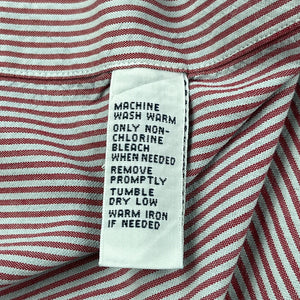 MACHINE
WASH WARM
ONLY NON-
CHLORINE
BLEACH
WHEN NEEDED
REMOVE
PROMPTLY
TUMBLE
DRY LOW
WARM IRON
IF NEEDED